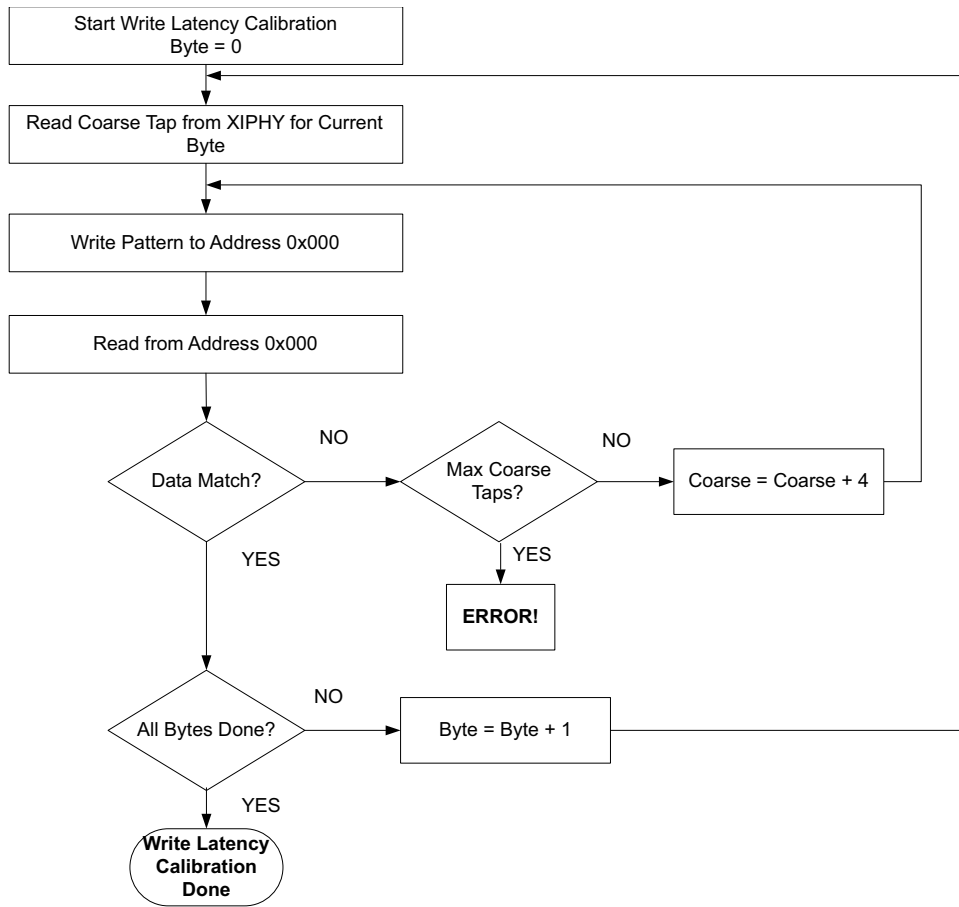 Start Write Latency Calibration
Byte = 0
Read Coarse Tap from XIPHY for Current
Byte
Write Pattern to Address 0x000
Read from Address 0x000
Data Match?
NO
Max Coarse
Taps?
NO
Coarse = Coarse + 4
YES
YES
ERROR!
All Bytes Done?
NO
Byte = Byte + 1
YES
Write Latency
Calibration
Done